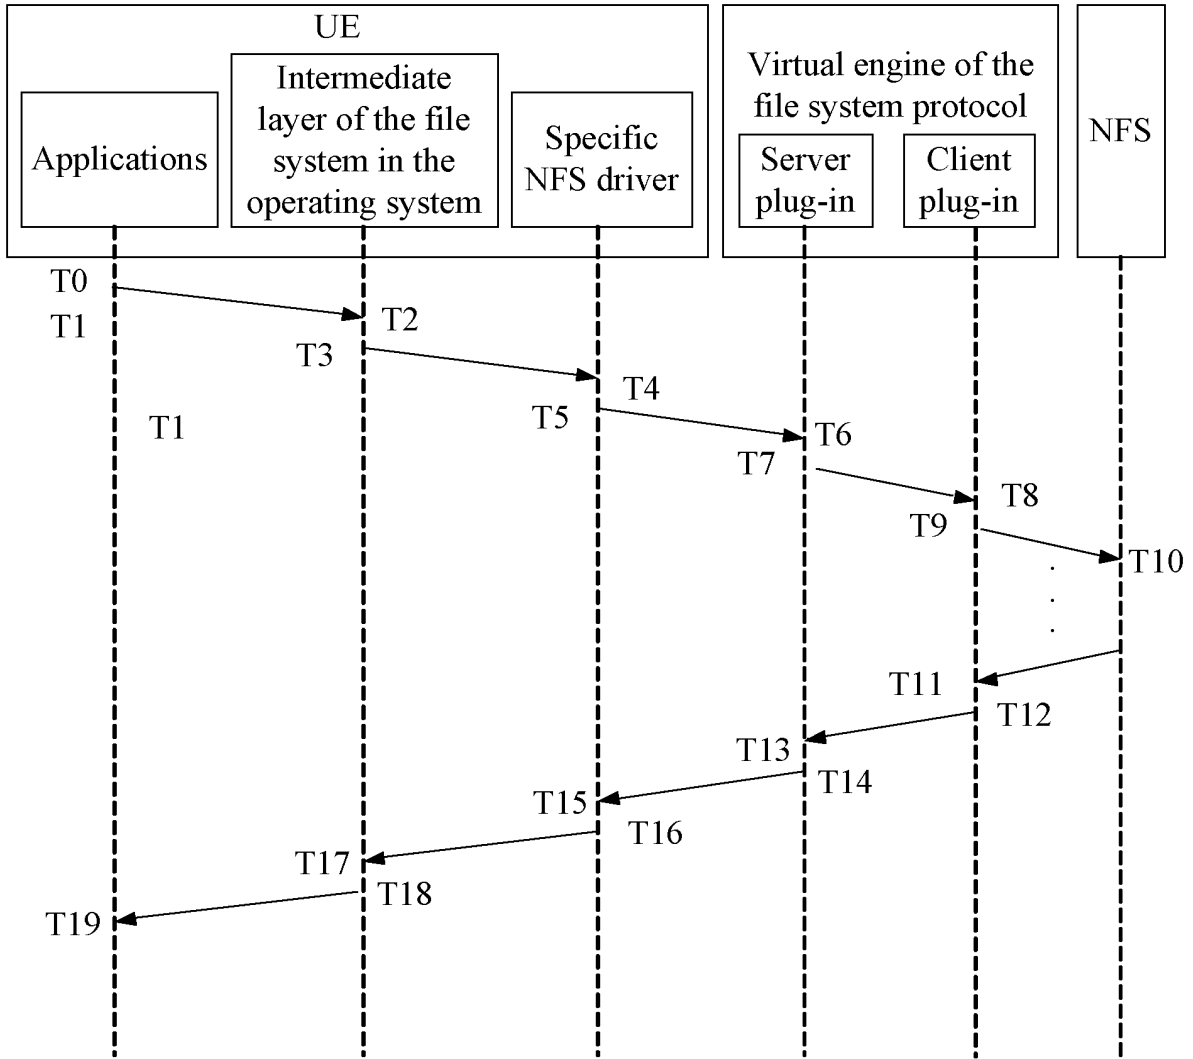 UE
Applications
Intermediate
layer of the file
system in the
operating system
Specific
NFS driver
Virtual engine of the
file system protocol
Server
plug-in
Client
plug-in
NFS
T0
T1
T2
T3
T4
T5
T1
T6
T7
T8
T9
T10
.
.
.
T11
T12
T13
T14
T15
T16
T17
T18
T19